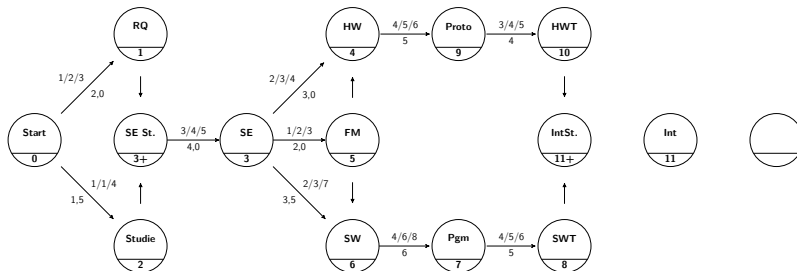 RQ
1
HW
4
4/5/6
5
Proto
9
3/4/5
4
HWT
10
1/2/3
2,0
2/3/4
3,0
Start
0
SE St.
3+
3/4/5
4,0
SE
3
1/2/3
2,0
FM
5
IntSt.
11+
Int
11
1/1/4
1,5
2/3/7
3,5
Studie
2
SW
6
4/6/8
6
Pgm
7
4/5/6
5
SWT
8